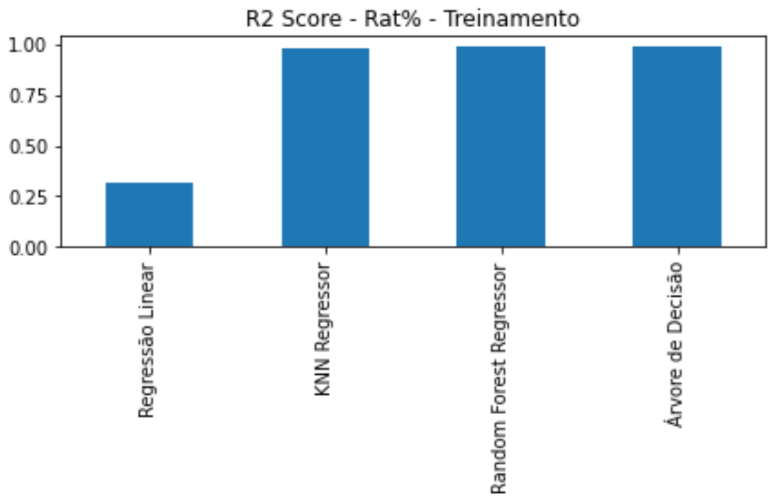 R2 Score - Rat% - Treinamento
1.00
0.75
0.50
0.25
0.00
Regressão Linear
KNN Regressor
Random Forest Regressor
Árvore de Decisão